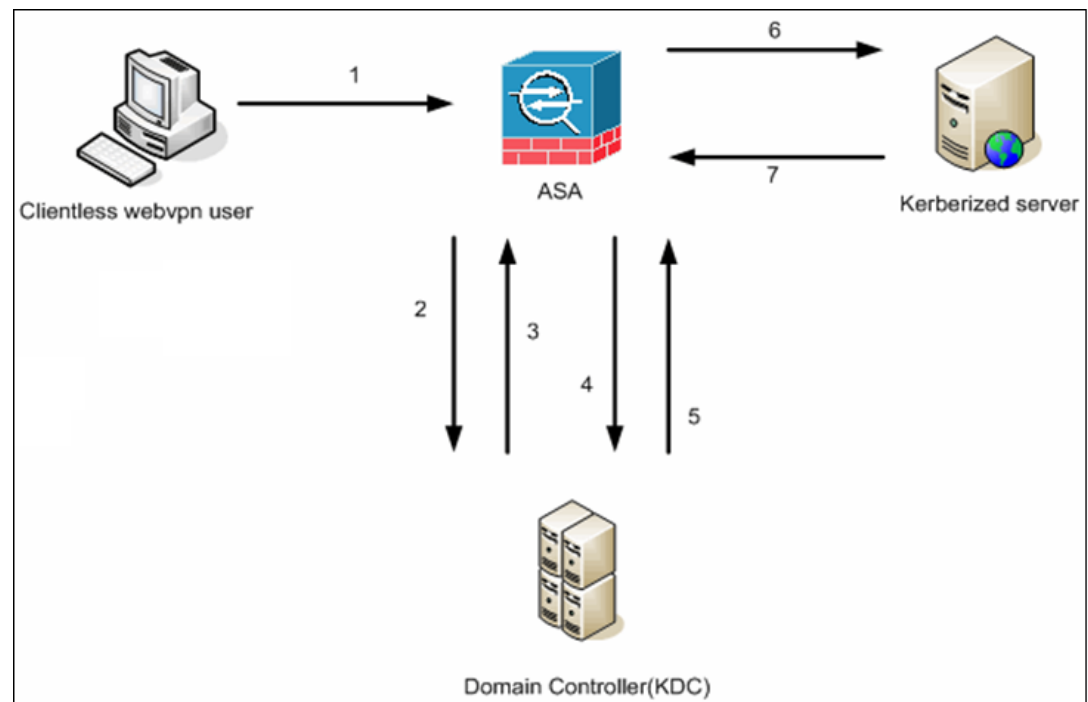 6
1
7
ASA
Clientless webvpn user
Kerberized server
2
3
4
5
Domain Controller(KDC)